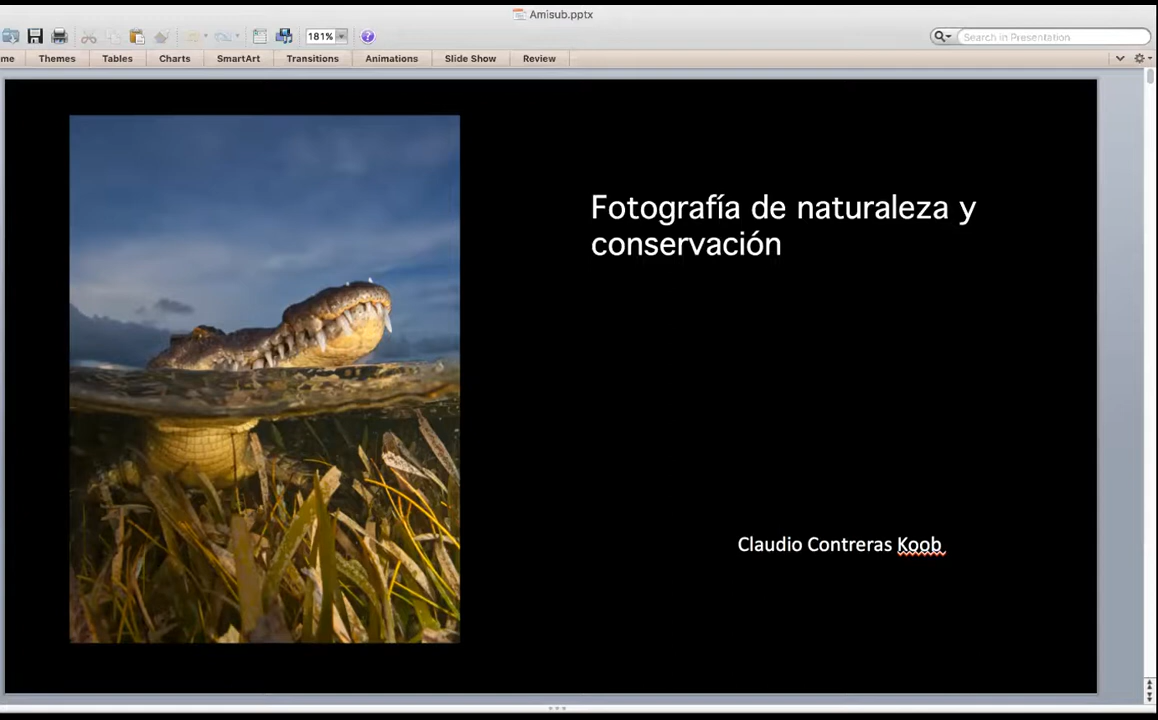 Amisub.pptx
181%
?
Search in Presentation
me Themes Tables Charts SmartArt Transitions Animations Slide Show Review
Fotografía de naturaleza y
conservación
Claudio Contreras Koob